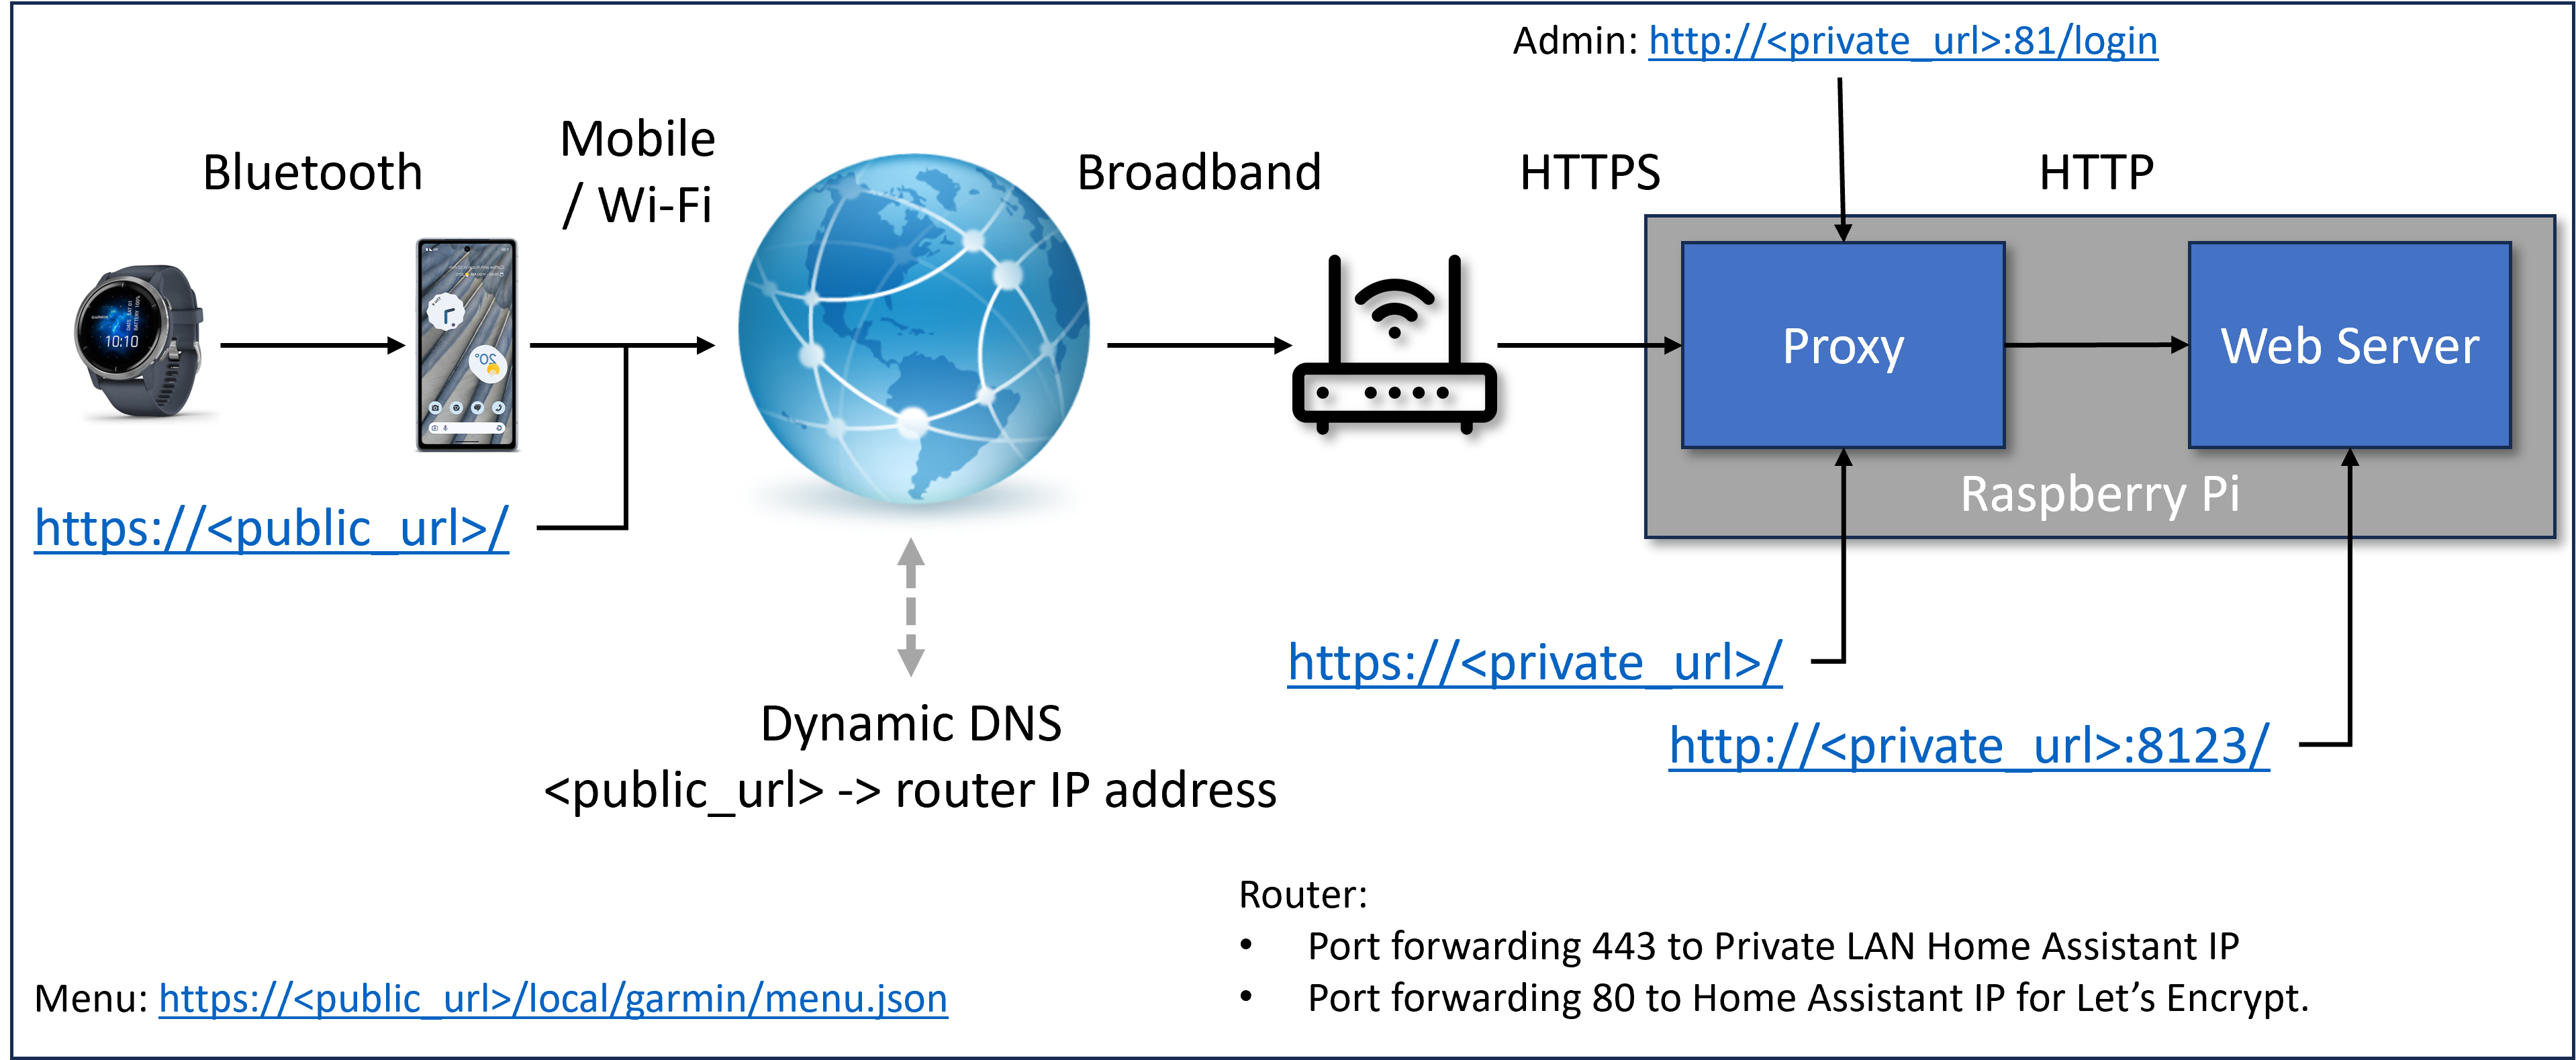 Admin: http://<private_url>:81/login
Bluetooth
Mobile
/ Wi-Fi
Broadband
HTTPS
HTTP
GARMIN
10:10
20°
Proxy
Web Server
Raspberry Pi
https://<public_url>/
https://<private_url>/
http://<private_url>:8123/
Dynamic DNS
<public_url> -> router IP address
Router:
• Port forwarding 443 to Private LAN Home Assistant IP
• Port forwarding 80 to Home Assistant IP for Let’s Encrypt.
Menu: https://<public_url>/local/garmin/menu.json